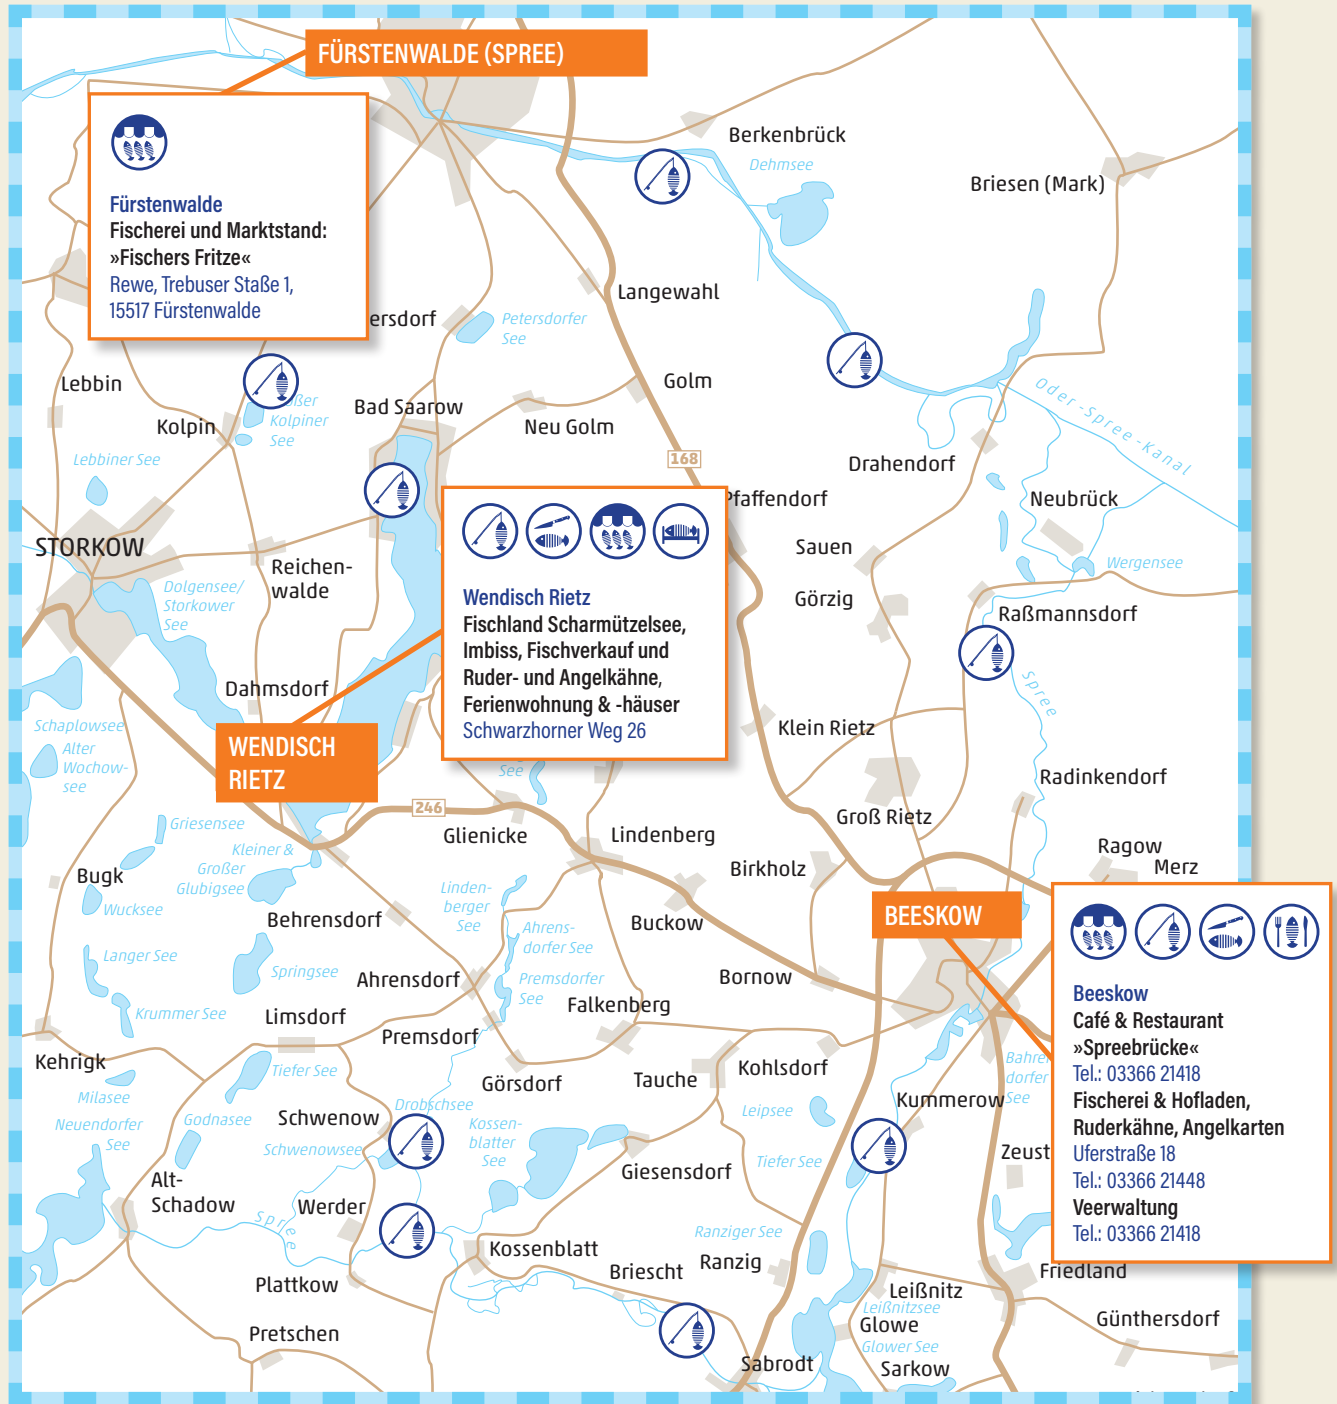 FÜRSTENWALDE (SPREE)
Fürstenwalde
Fischerei und Marktstand:
»Fischers Fritze«
Rewe, Trebuser Staße 1,
15517 Fürstenwalde
Berkenbrück
Dehmsee
Briesen (Mark)
Langewahl
ersdorf
Petersdorfer
See
Lebbin
Golm
Kolpin
Kolpiner
See
Bad Saarow
Neu Golm
Oder-Spree-Kanal
Lebbiner See
168
Drahendorf
Pfaffendorf
Neubrück
STORKOW
Reichen-
walde
Sauen
Wergensee
Dolgensee/
Storkower
See
Görzig
Raßmannsdorf
Wendisch Rietz
Fischland Scharmützelsee,
Imbiss, Fischverkauf und
Ruder- und Angelkähne,
Ferienwohnung & -häuser
Schwarzhorner Weg 26
Spree
Dahmsdorf
Schaplowsee
Alter
Wochow-
see
WENDISCH
RIETZ
Klein Rietz
See
Radinkendorf
246
Griesensee
Glienicke
Lindenberg
Groß Rietz
Kleiner &
Großer
Glubigsee
Birkholz
Ragow
Merz
Bugk
Wucksee
Linden-
berger
See
Behrensdorf
Buckow
BEESKOW
Ahrens-
dorfer See
Langer See
Springsee
Ahrensdorf
Premsdorfer
See
Bornow
Krummer See
Limsdorf
Falkenberg
Premsdorf
Beeskow
Café & Restaurant
»Spreebrücke«
Tel.: 03366 21418
Fischerei & Hofladen,
Ruderkähne, Angelkarten
Uferstraße 18
Tel.: 03366 21448
Veerwaltung
Tel.: 03366 21418
Kehrigk
Tiefer See
Görsdorf
Tauche
Kohlsdorf
Bahren
dorfer
See
Milasee
Neuendorfer
See
Godnasee
Schwenow
Drobschsee
Kossen-
blatter
See
Leipsee
Kummerow
Schwenowsee
Giesensdorf
Tiefer See
Zeust
Alt-
Schadow
Werder
Spree
Ranziger See
Kossenblatt
Ranzig
Briescht
Plattkow
Leißnitz
Friedland
Leißnitzsee
Glowe
Glower See
Günthersdorf
Pretschen
Sabrodt
Sarkow